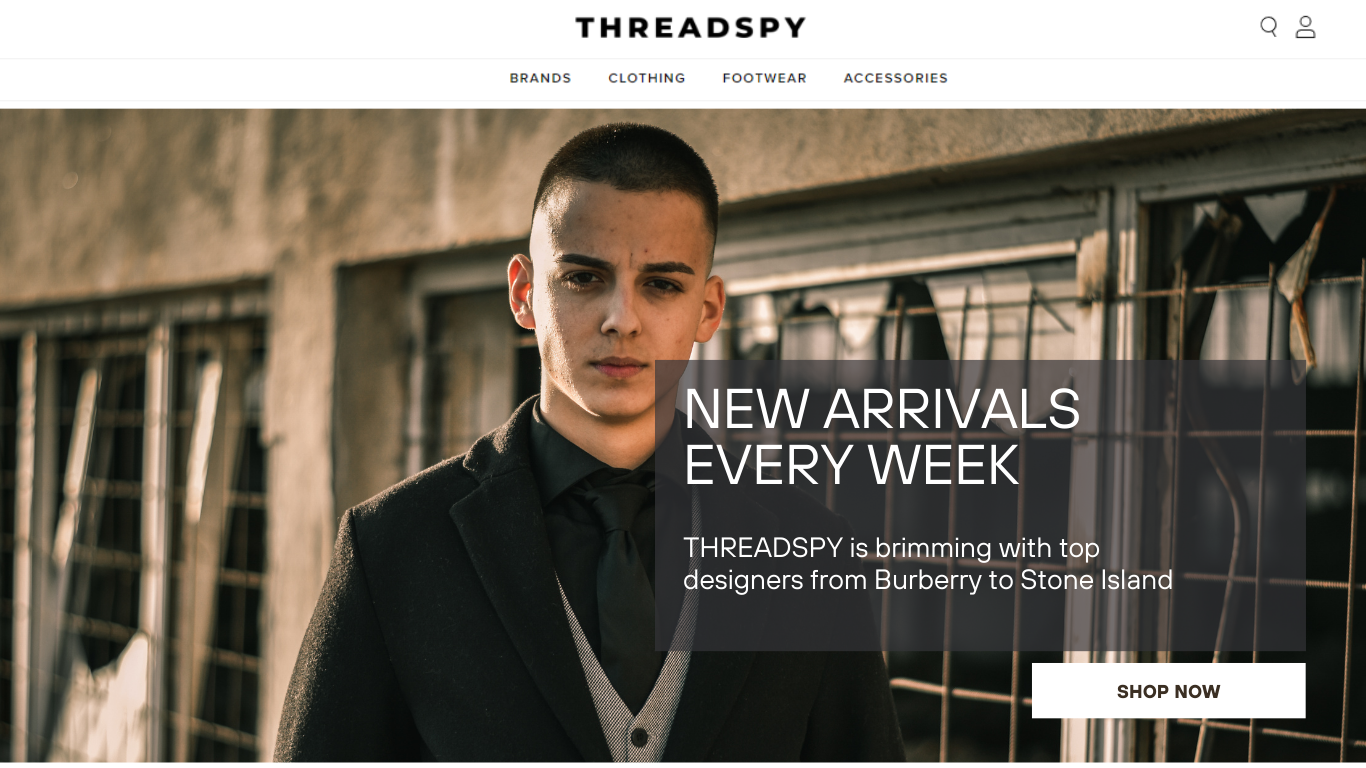 THREADSPY
BRANDS CLOTHING FOOTWEAR ACCESSORIES
NEW ARRIVALS
EVERY WEEK
THREADSPY is brimming with top
designers from Burberry to Stone Island
SHOP NOW